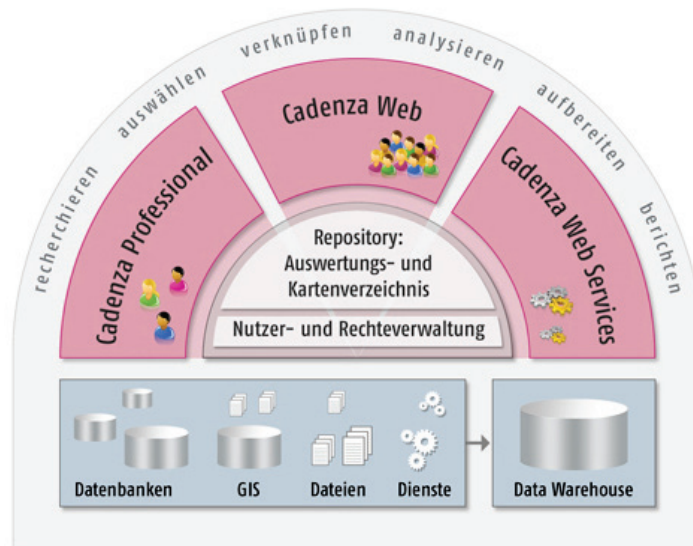 recherchieren
auswählen
verknüpfen
analysieren
aufbereiten
berichten
Cadenza Professional
Cadenza Web
Cadenza Web Services
Repository:
Auswertungs- und
Kartenverzeichnis
Nutzer- und Rechteverwaltung
Datenbanken
GIS
Dateien
Dienste
Data Warehouse